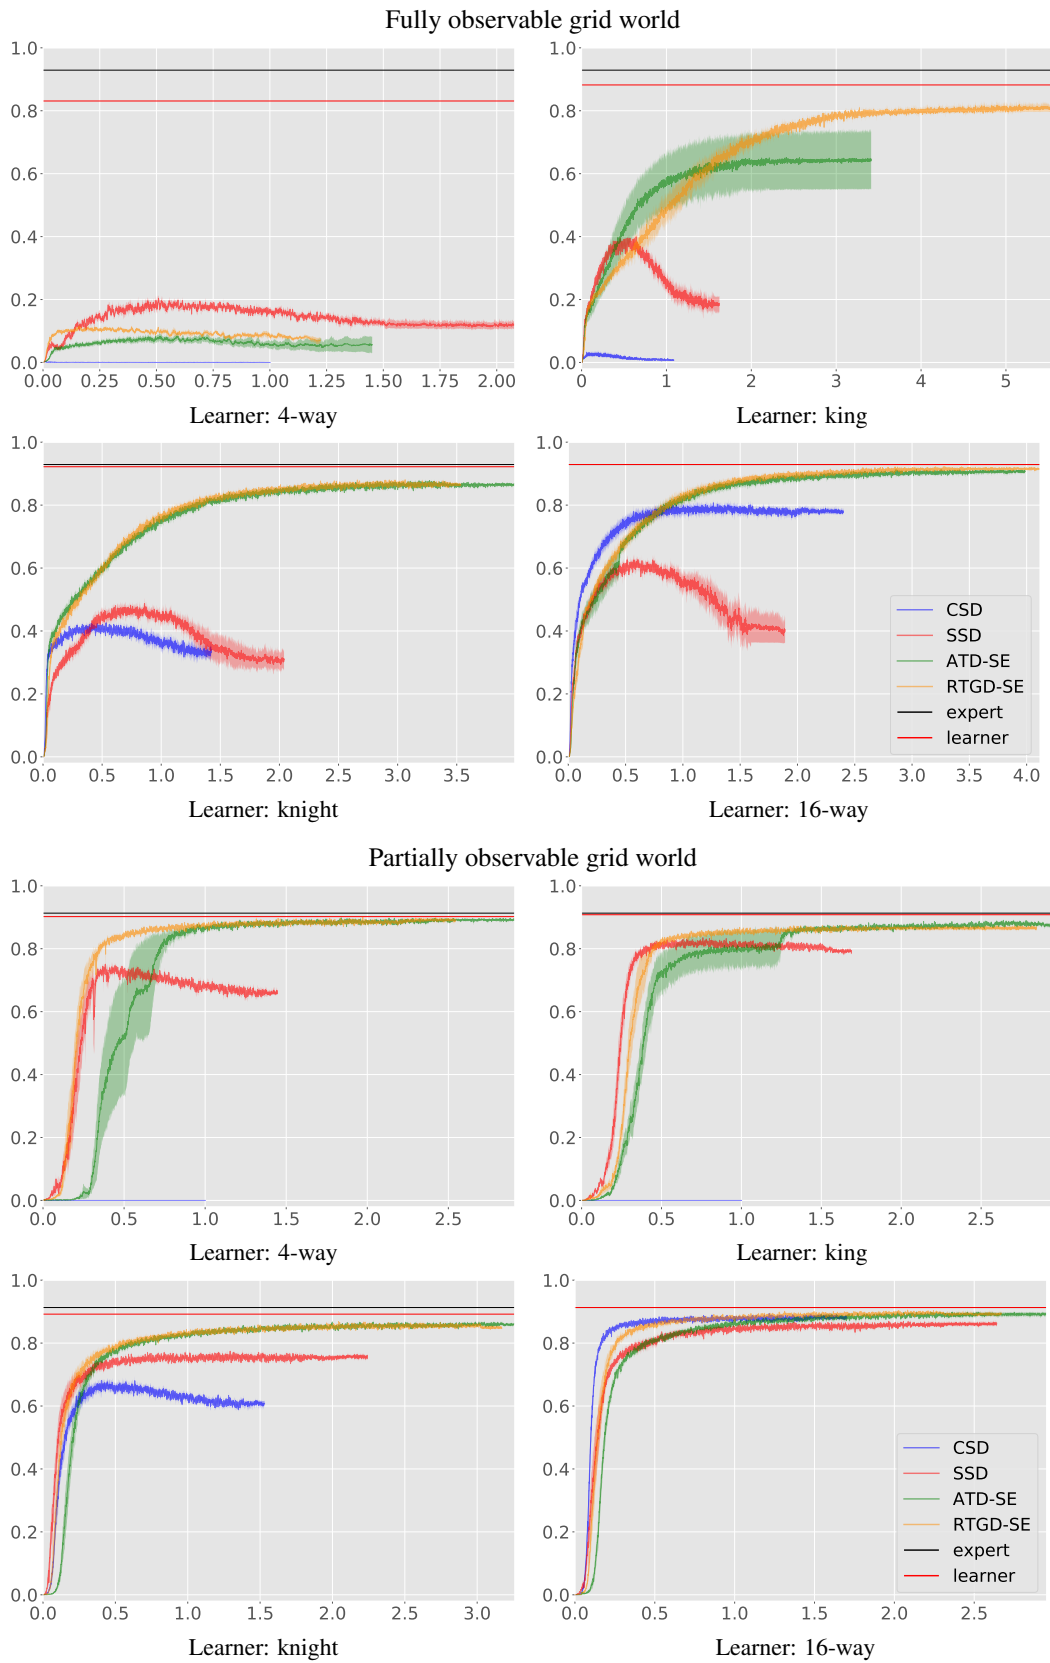 Fully observable grid world
1.0
0.8
0.6
0.4
0.2
0.0
0.00 0.25 0.50 0.75 1.00 1.25 1.50 1.75 2.00
Learner: 4-way
1.0
0.8
0.6
0.4
0.2
0.0
0 1 2 3 4 5
Learner: king
1.0
0.8
0.6
0.4
0.2
0.0
0.0 0.5 1.0 1.5 2.0 2.5 3.0 3.5
Learner: knight
1.0
0.8
0.6
0.4
0.2
0.0
CSD
SSD
ATD-SE
RTGD-SE
expert
learner
0.0 0.5 1.0 1.5 2.0 2.5 3.0 3.5 4.0
Learner: 16-way
Partially observable grid world
1.0
0.8
0.6
0.4
0.2
0.0
0.0 0.5 1.0 1.5 2.0 2.5
Learner: 4-way
1.0
0.8
0.6
0.4
0.2
0.0
0.0 0.5 1.0 1.5 2.0 2.5
Learner: king
1.0
0.8
0.6
0.4
0.2
0.0
0.0 0.5 1.0 1.5 2.0 2.5 3.0
Learner: knight
1.0
0.8
0.6
0.4
0.2
0.0
CSD
SSD
ATD-SE
RTGD-SE
expert
learner
0.0 0.5 1.0 1.5 2.0 2.5
Learner: 16-way